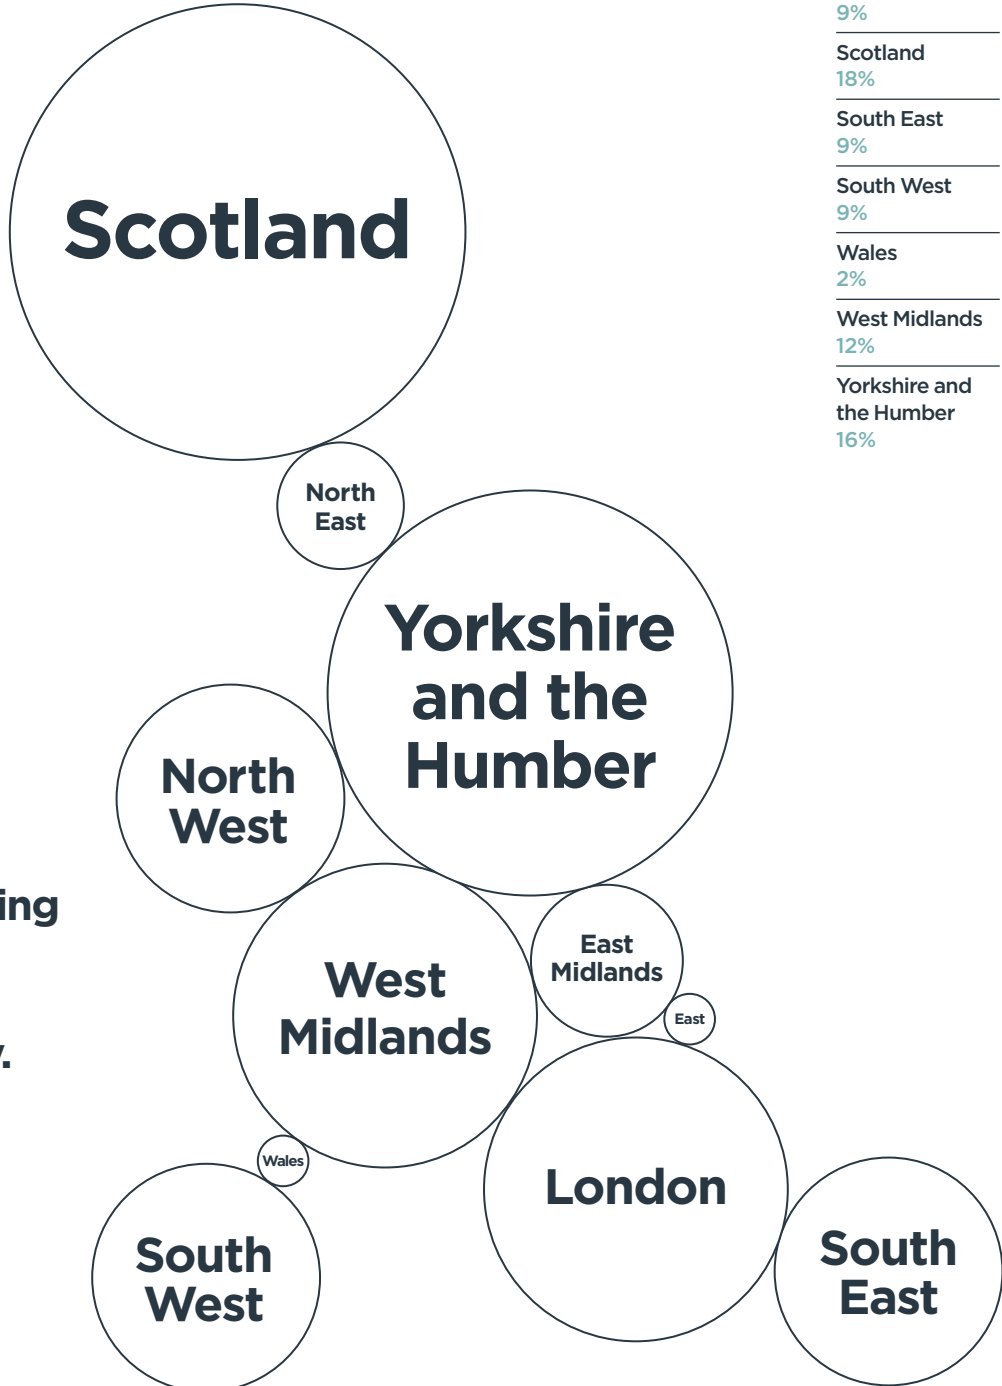 9%
Scotland
18%
South East
9%
South West
9%
Wales
2%
West Midlands
12%
Yorkshire and
the Humber
16%
Scotland
North
East
Yorkshire
and the
Humber
North
West
ing
West
Midlands
East
Midlands
East
Wales
London
South
West
South
East